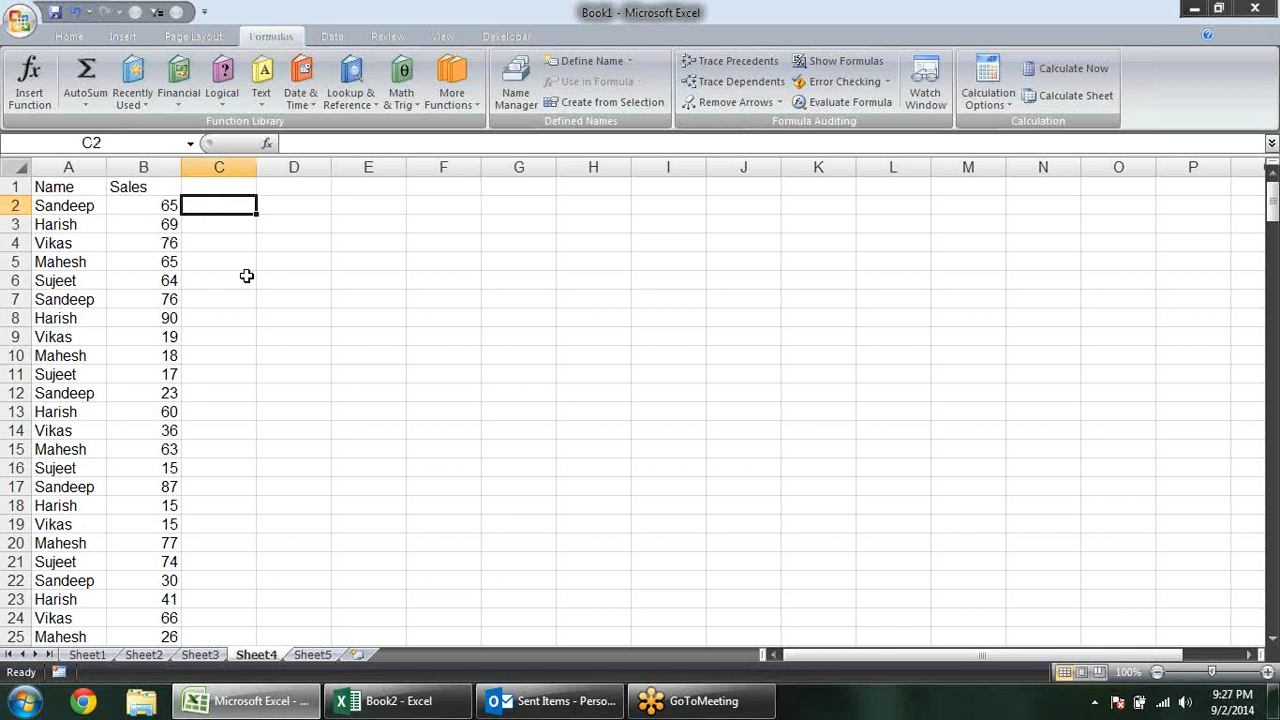 Book1 - Microsoft Excel
Home Insert Page Layout Formulas Data Review View Developer
fx Insert Function
Σ AutoSum
Recently Used
Financial
Logical
Text
Date & Time
Lookup & Reference
Math & Trig
More Functions
Function Library
Name Manager
Define Name
Use in Formula
Create from Selection
Defined Names
Trace Precedents
Trace Dependents
Remove Arrows
Show Formulas
Error Checking
Evaluate Formula
Formula Auditing
Watch Window
Calculation Options
Calculate Now
Calculate Sheet
Calculation
C2 fx
A B C D E F G H I J K L M N O P
1 Name Sales
2 Sandeep 65
3 Harish 69
4 Vikas 76
5 Mahesh 65
6 Sujeet 64
7 Sandeep 76
8 Harish 90
9 Vikas 19
10 Mahesh 18
11 Sujeet 17
12 Sandeep 23
13 Harish 60
14 Vikas 36
15 Mahesh 63
16 Sujeet 15
17 Sandeep 87
18 Harish 15
19 Vikas 15
20 Mahesh 77
21 Sujeet 74
22 Sandeep 30
23 Harish 41
24 Vikas 66
25 Mahesh 26
Sheet1 Sheet2 Sheet3 Sheet4 Sheet5
Ready 100%
Microsoft Excel - ... Book2 - Excel Sent Items - Perso... GoToMeeting
9:27 PM
9/2/2014